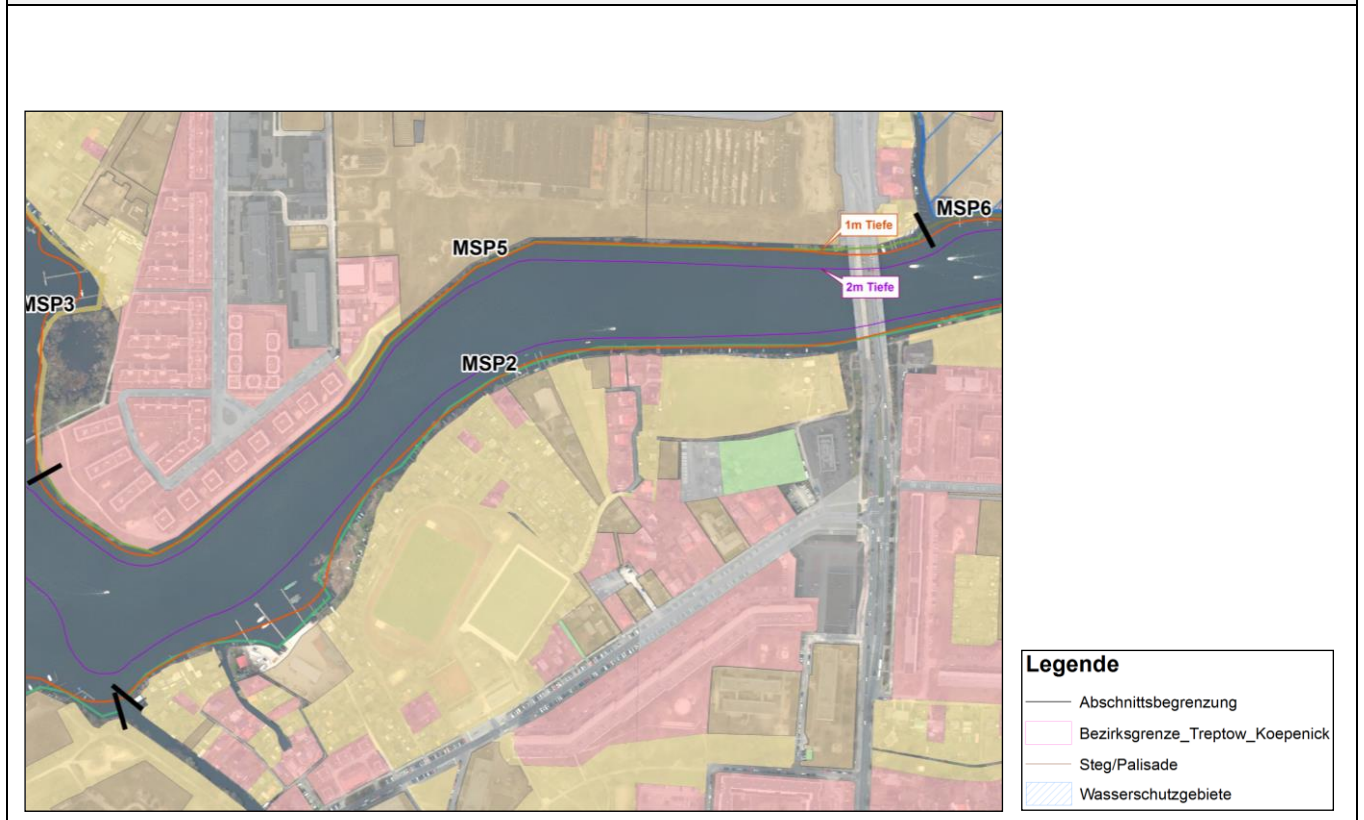 MSP6
1m Tiefe
MSP5
2m Tiefe
MSP3
MSP2
Legende
Abschnittsbegrenzung
Bezirksgrenze_Treptow_Koepenick
Steg/Palisade
Wasserschutzgebiete